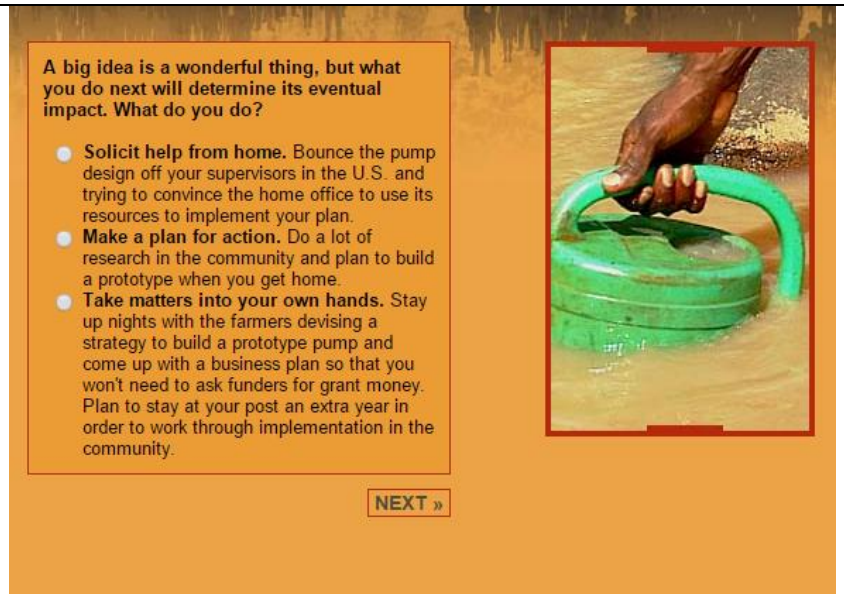 A big idea is a wonderful thing, but what
you do next will determine its eventual
impact. What do you do?
Solicit help from home. Bounce the pump
design off your supervisors in the U.S. and
trying to convince the home office to use its
resources to implement your plan.
Make a plan for action. Do a lot of
research in the community and plan to build
a prototype when you get home.
Take matters into your own hands. Stay
up nights with the farmers devising a
strategy to build a prototype pump and
come up with a business plan so that you
won't need to ask funders for grant money.
Plan to stay at your post an extra year in
order to work through implementation in the
community.
NEXT »